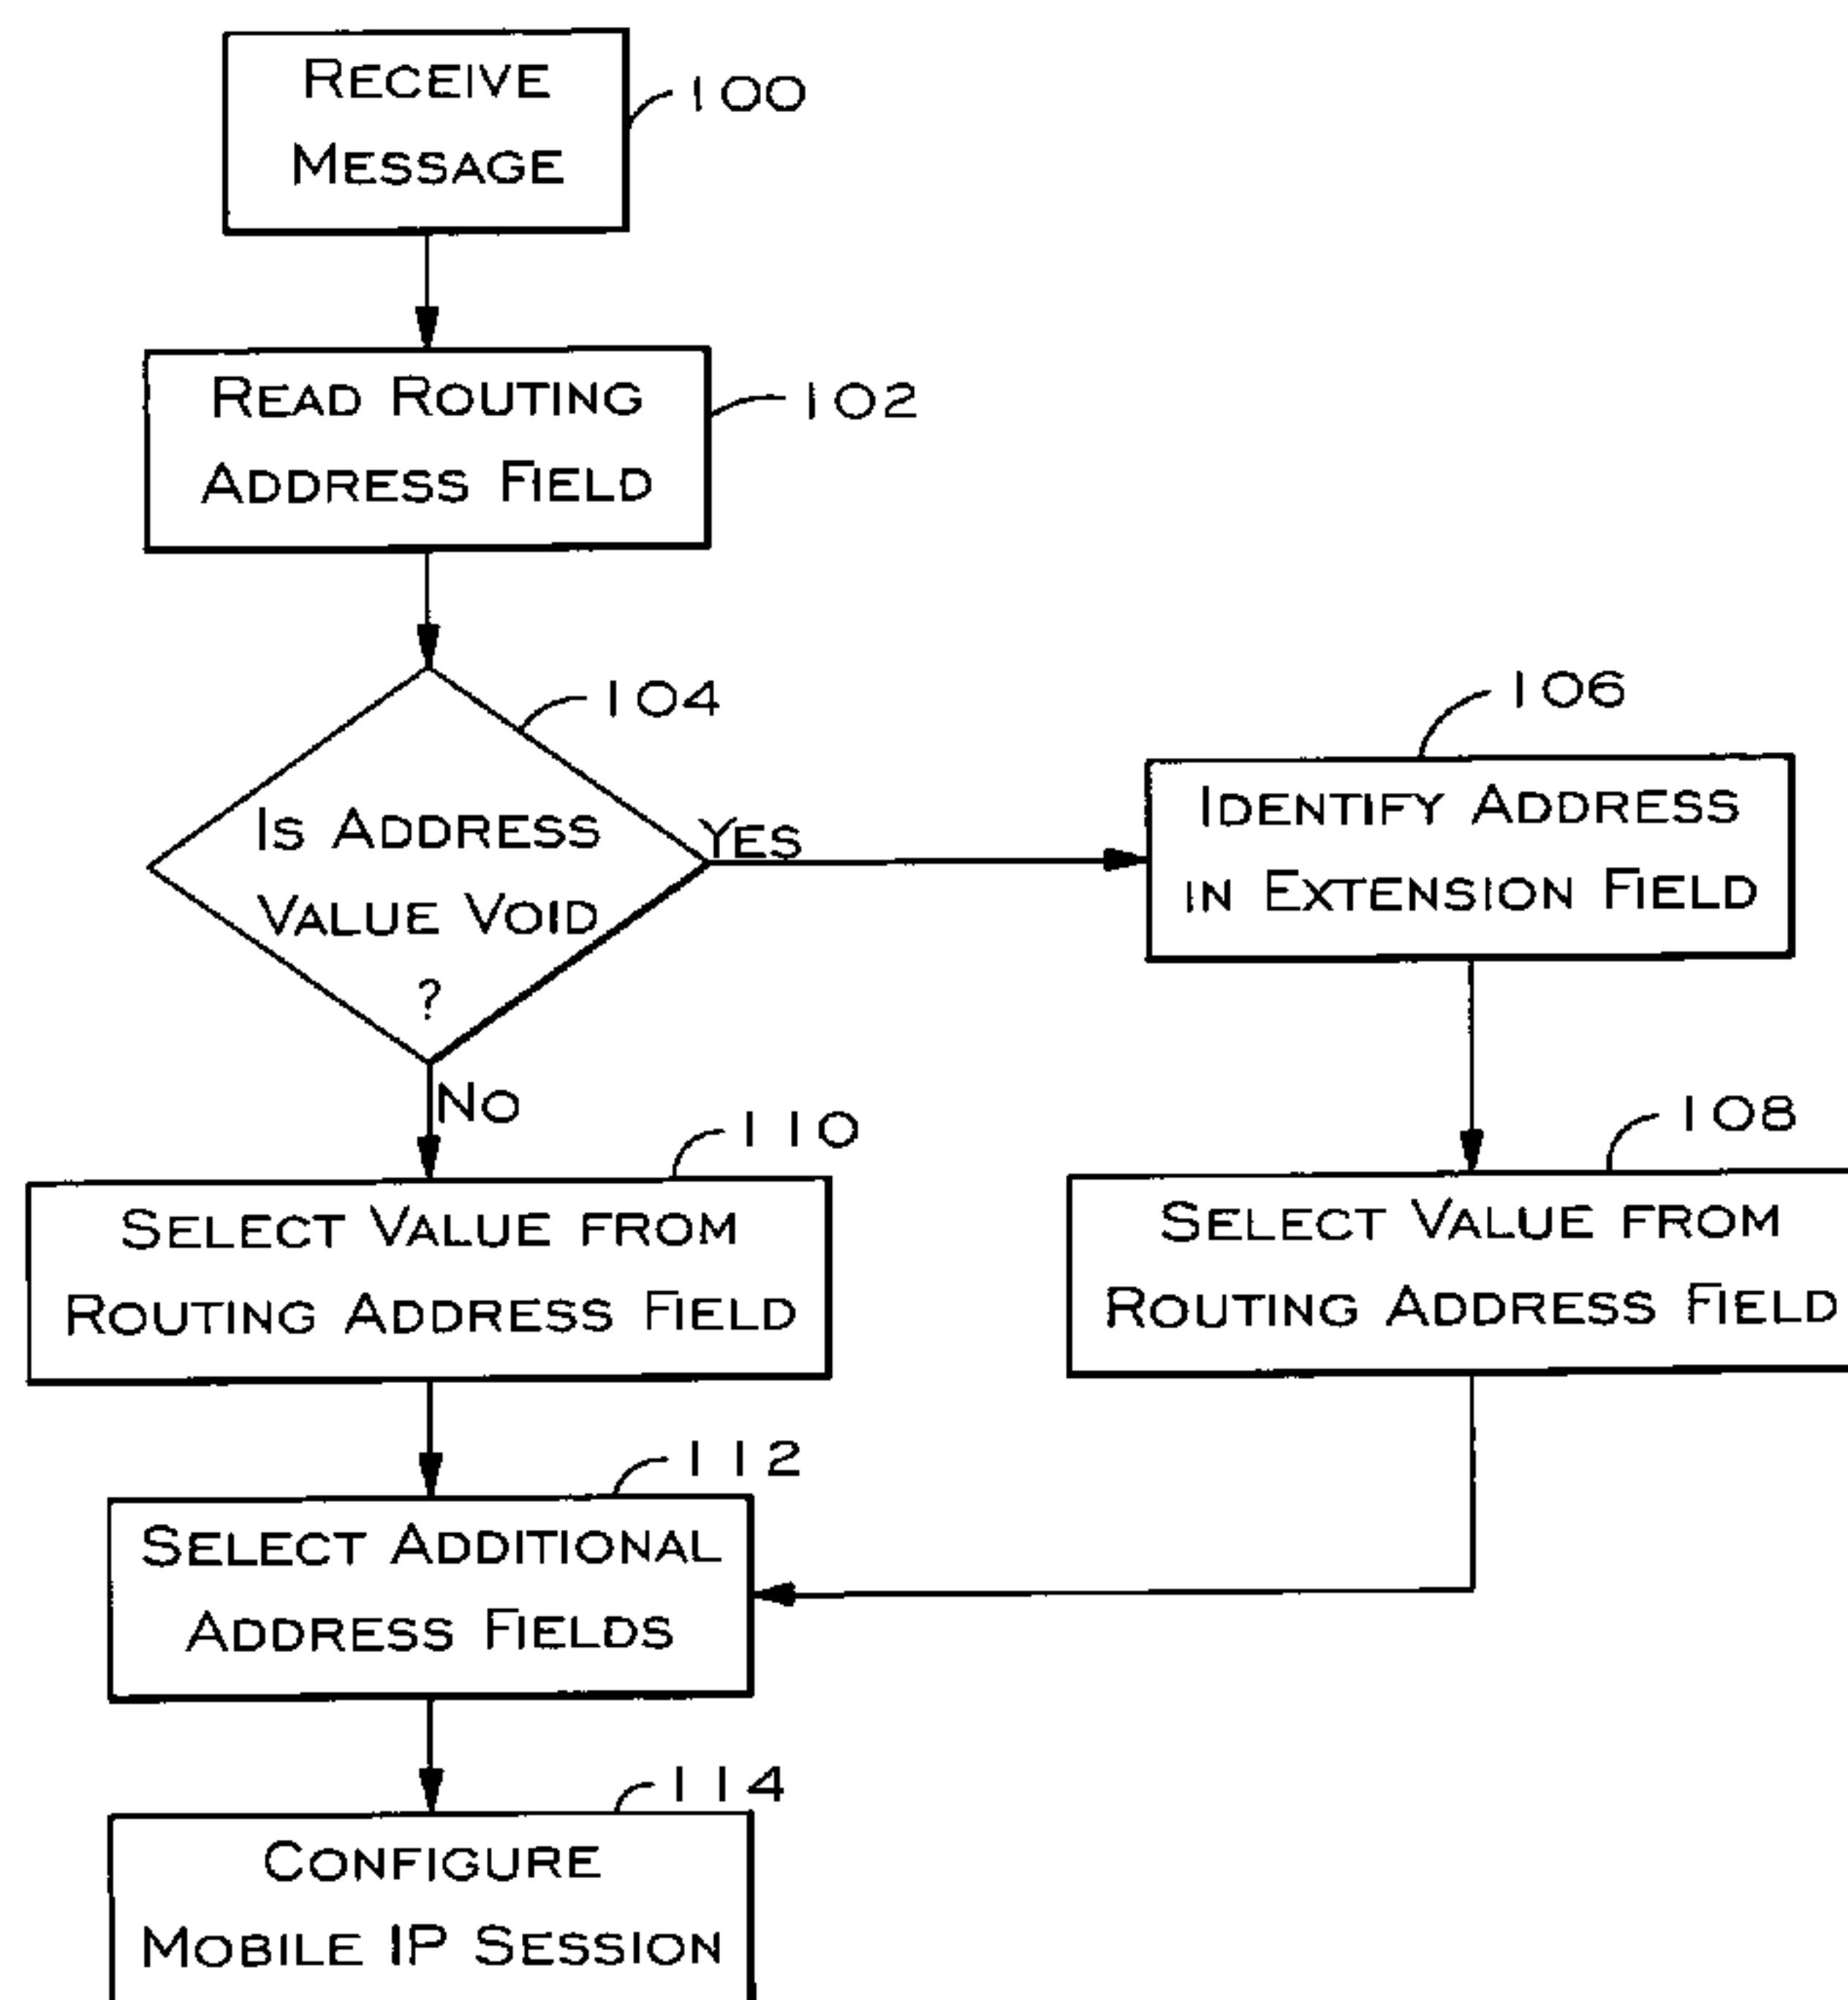 RECEIVE
MESSAGE
100
READ ROUTING
ADDRESS FIELD
102
104
IS ADDRESS
VALUE VOID
?
YES
NO
106
IDENTIFY ADDRESS
IN EXTENSION FIELD
110
SELECT VALUE FROM
ROUTING ADDRESS FIELD
108
SELECT VALUE FROM
ROUTING ADDRESS FIELD
112
SELECT ADDITIONAL
ADDRESS FIELDS
114
CONFIGURE
MOBILE IP SESSION